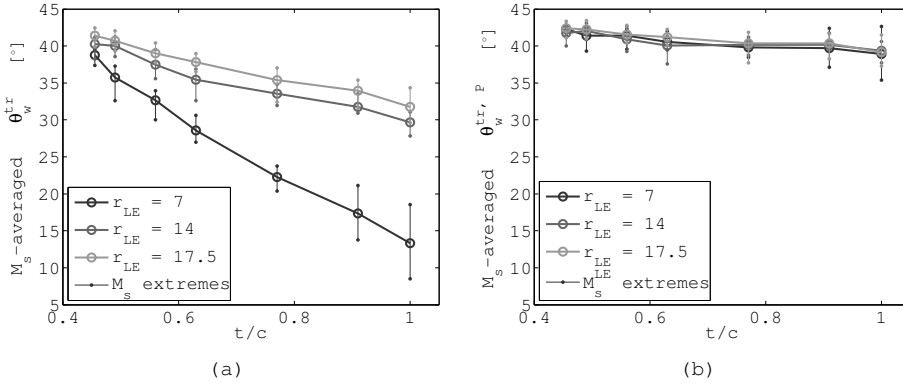 M_s-averaged θ_w^tr [°]
45
40
35
30
25
20
15
10
5
r_LE = 7
r_LE = 14
r_LE = 17.5
M_s extremes
0.4 0.6 0.8 1
t/c
(a)
M_s-averaged θ_w^tr, P [°]
45
40
35
30
25
20
15
10
5
r_LE = 7
r_LE = 14
r_LE = 17.5
M_s^LE extremes
0.4 0.6 0.8 1
t/c
(b)